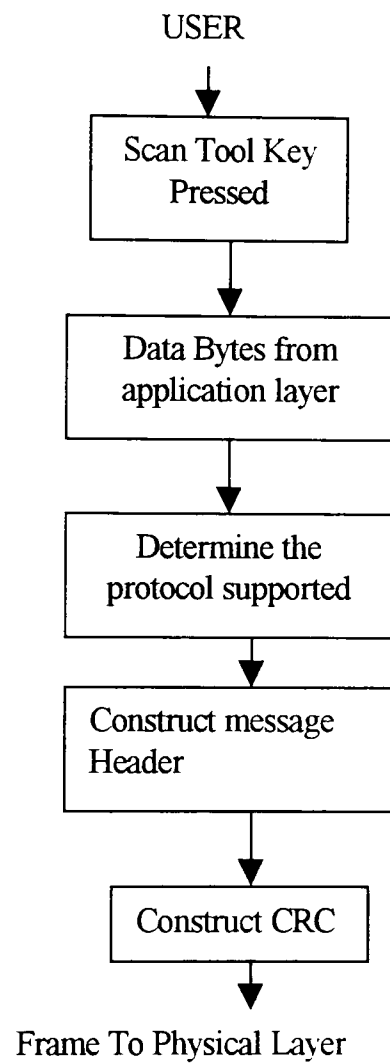 USER
Scan Tool Key
Pressed
Data Bytes from
application layer
Determine the
protocol supported
Construct message
Header
Construct CRC
Frame To Physical Layer